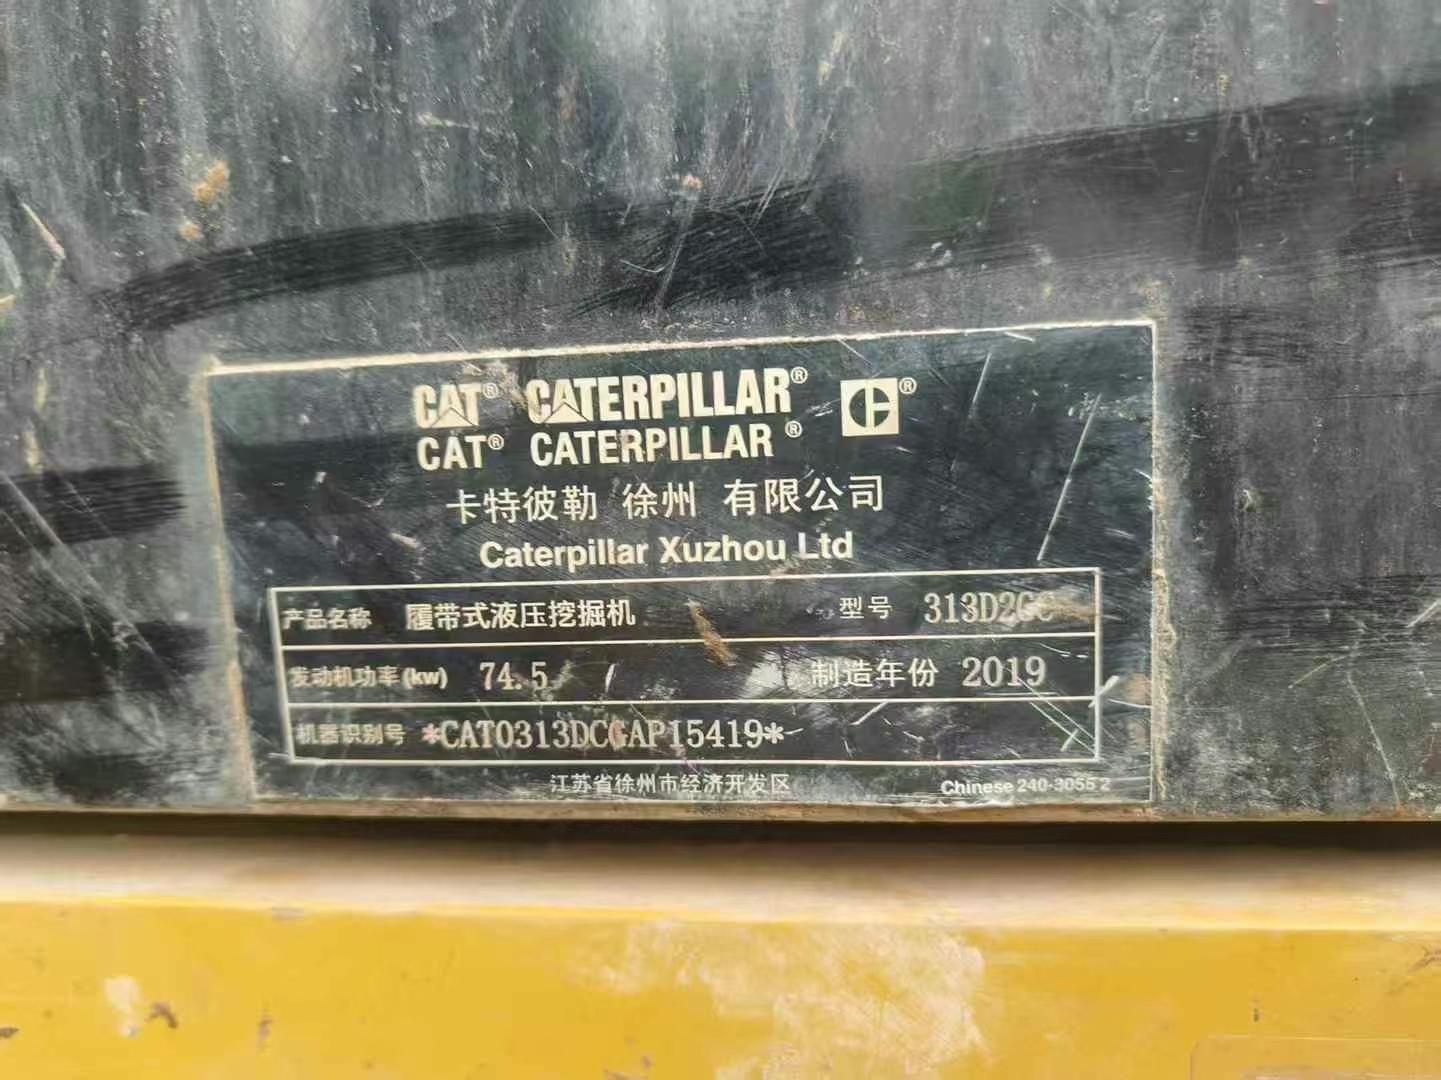 CAT® CATERPILLAR® ®
CAT® CATERPILLAR®
卡特彼勒 徐州 有限公司
Caterpillar Xuzhou Ltd
产品名称 履带式液压挖掘机 型号 313D2GC
发动机功率(kw) 74.5 制造年份 2019
机器识别号 *CAT0313DCGAPI5419*
江苏省徐州市经济开发区 Chinese 240-3055 2